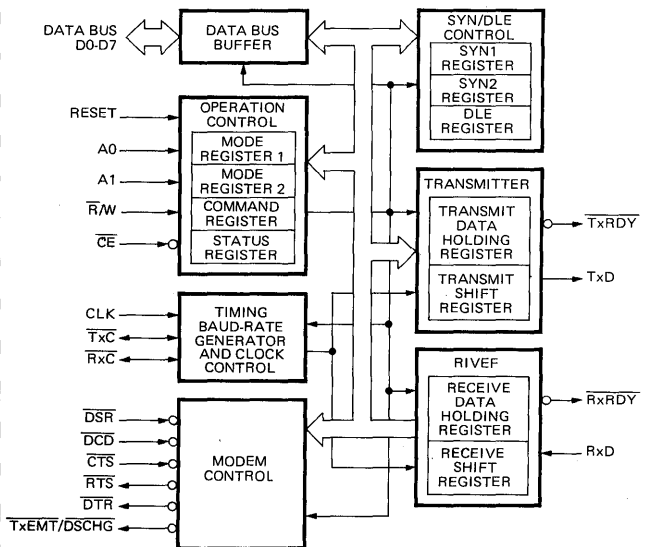 DATA BUS
D0-D7
DATA BUS
BUFFER
SYN/DLE
CONTROL
SYN1
REGISTER
SYN2
REGISTER
DLE
REGISTER
RESET
A0
A1
R/W
CE
OPERATION
CONTROL
MODE
REGISTER 1
MODE
REGISTER 2
COMMAND
REGISTER
STATUS
REGISTER
TRANSMITTER
TRANSMIT
DATA
HOLDING
REGISTER
TRANSMIT
SHIFT
REGISTER
TxRDY
TxD
CLK
TxC
RxC
TIMING
BAUD-RATE
GENERATOR
AND CLOCK
CONTROL
RIVEF
RECEIVE
DATA
HOLDING
REGISTER
RECEIVE
SHIFT
REGISTER
RxRDY
RxD
DSR
DCD
CTS
RTS
DTR
TxEMT/DSCHG
MODEM
CONTROL